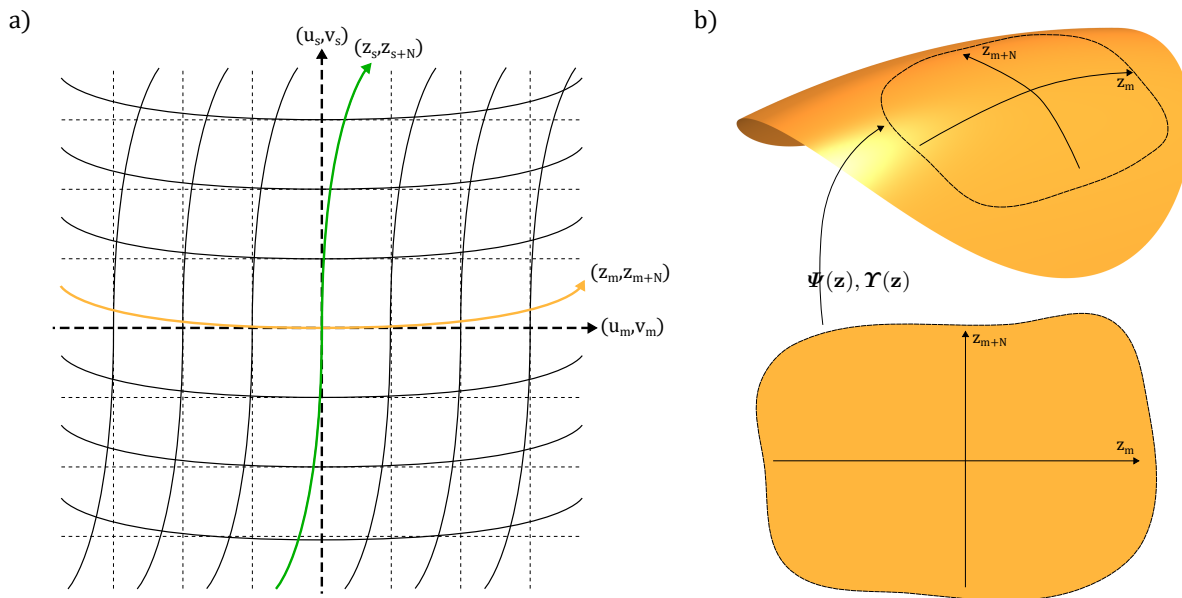 a)
(uₛ,vₛ)
(zₛ,zₛ₊N)
(zₘ,zₘ₊N)
(uₘ,vₘ)
b)
zₘ₊N
zₘ
Ψ(z), ϒ(z)
zₘ₊N
zₘ